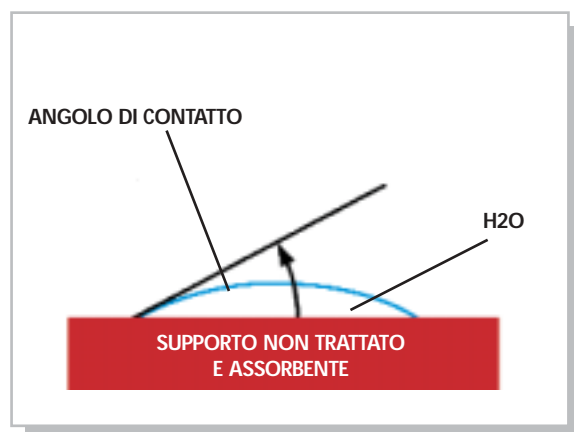 ANGOLO DI CONTATTO
H2O
SUPPORTO NON TRATTATO
E ASSORBENTE